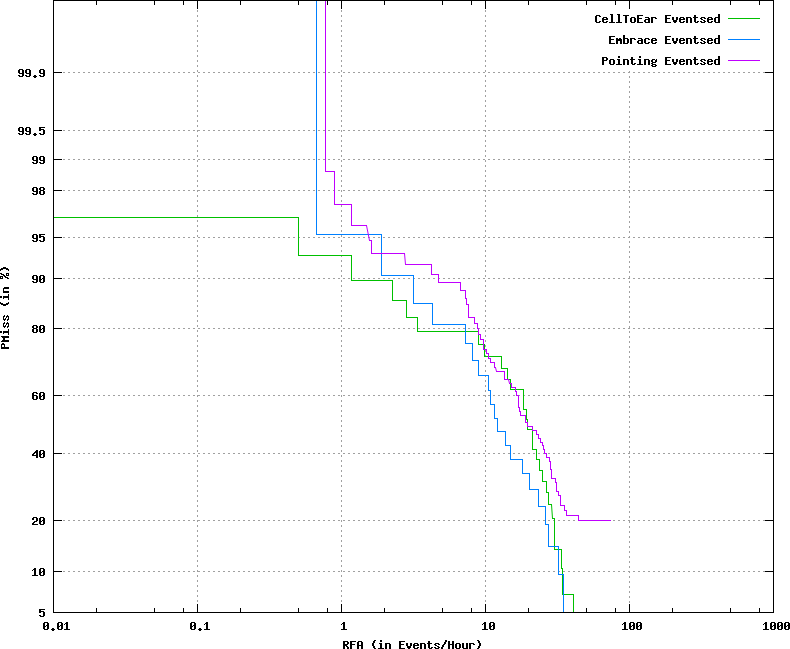 CellToEar Eventsed
Embrace Eventsed
Pointing Eventsed
99.9
99.5
99
98
95
90
80
60
40
20
10
5
PMiss (in %)
0.01 0.1 1 10 100 1000
RFA (in Events/Hour)